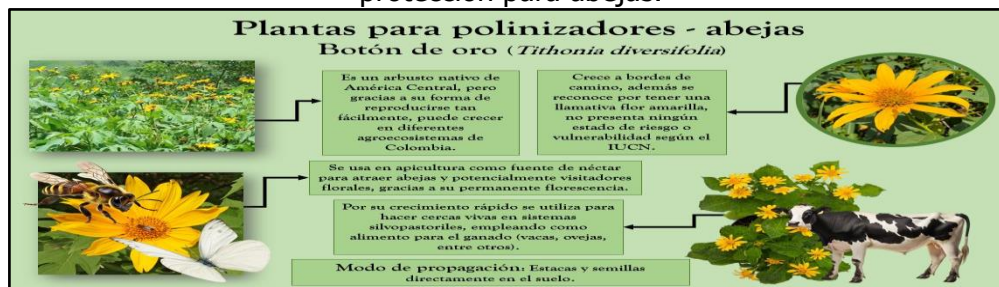 protección para abejas.
Plantas para polinizadores - abejas
Botón de oro (Tithonia diversifolia)
Es un arbusto nativo de
América Central, pero
gracias a su forma de
reproducirse tan
fácilmente, puede crecer
en diferentes
agroecosistemas de
Colombia.
Crece a bordes de
camino, además se
reconoce por tener una
llamativa flor amarilla,
no presenta ningún
estado de riesgo o
vulnerabilidad según el
IUCN.
Se usa en apicultura como fuente de néctar
para atraer abejas y potencialmente visitadores
florales, gracias a su permanente florescencia.
Por su crecimiento rápido se utiliza para
hacer cercas vivas en sistemas
silvopastoriles, empleando como
alimento para el ganado (vacas, ovejas,
entre otros).
Modo de propagación: Estacas y semillas
directamente en el suelo.